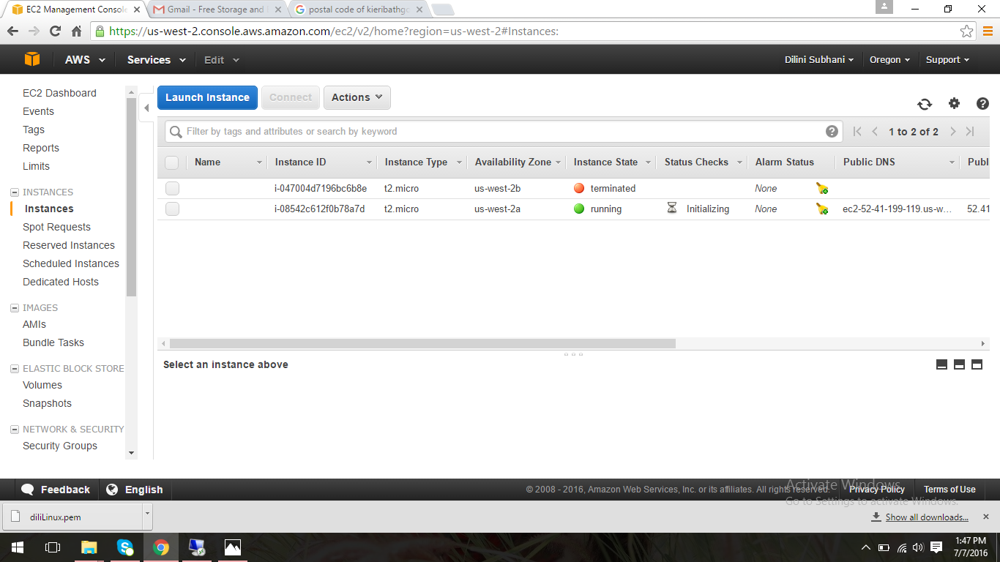 EC2 Management Console
Gmail - Free Storage and
postal code of kieribathgo
https://us-west-2.console.aws.amazon.com/ec2/v2/home?region=us-west-2#Instances:
AWS Services Edit Dilini Subhani Oregon Support
EC2 Dashboard
Events
Tags
Reports
Limits
INSTANCES
Instances
Spot Requests
Reserved Instances
Scheduled Instances
Dedicated Hosts
IMAGES
AMIs
Bundle Tasks
ELASTIC BLOCK STORE
Volumes
Snapshots
NETWORK & SECURITY
Security Groups
Launch Instance Connect Actions
Filter by tags and attributes or search by keyword
1 to 2 of 2
Name Instance ID Instance Type Availability Zone Instance State Status Checks Alarm Status Public DNS Publ
i-047004d7196bc6b8e t2.micro us-west-2b terminated None
i-08542c612f0b78a7d t2.micro us-west-2a running Initializing None ec2-52-41-199-119.us-w... 52.41
Select an instance above
Feedback English © 2008 - 2016, Amazon Web Services, Inc. or its affiliates. All rights reserved. Privacy Policy Terms of Use
Activate Windows
Go to Settings to activate Windows.
diliLinux.pem Show all downloads...
1:47 PM
7/7/2016